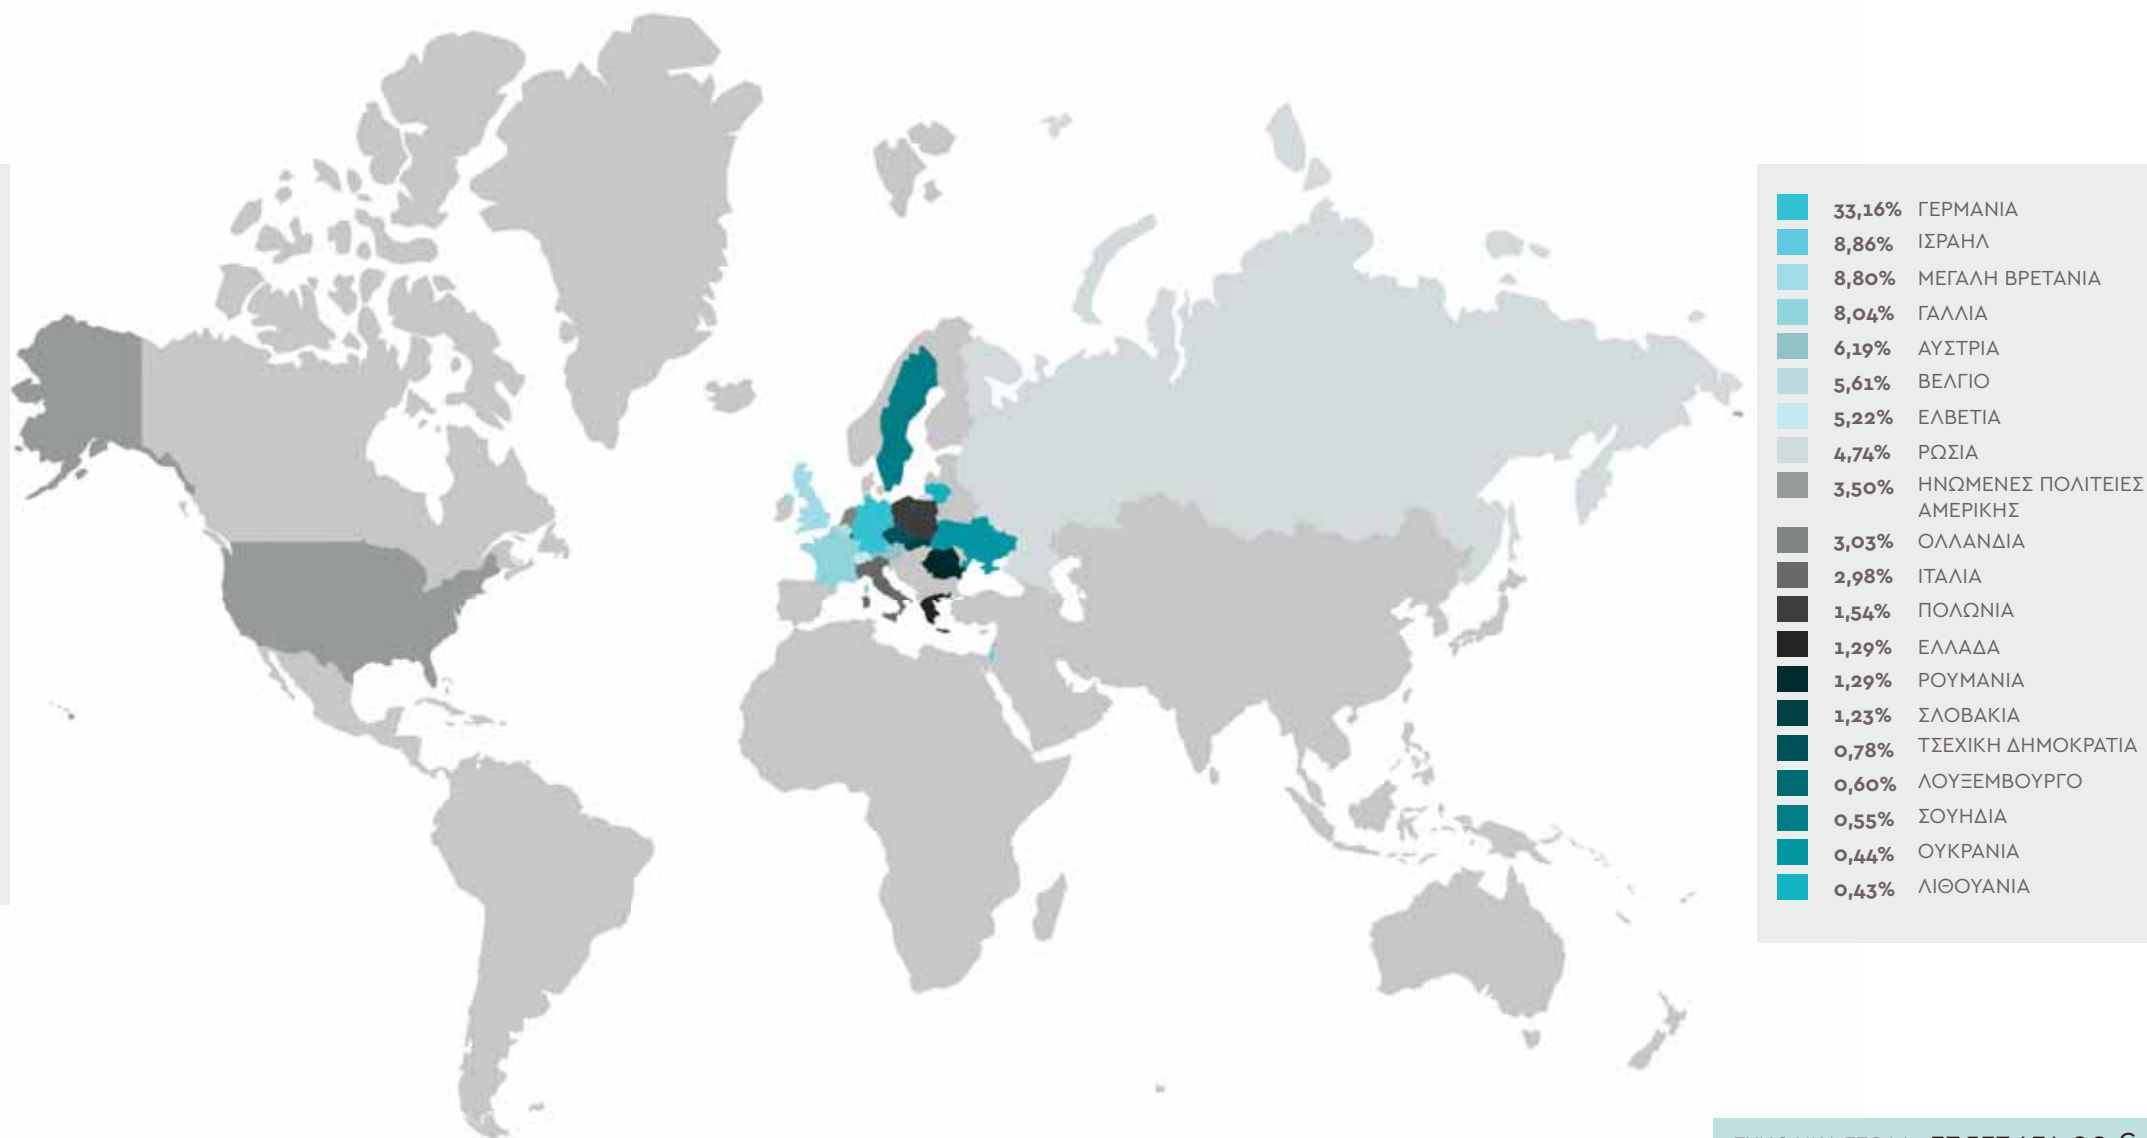 33,16% ΓΕΡΜΑΝΙΑ
8,86% ΙΣΡΑΗΛ
8,80% ΜΕΓΑΛΗ ΒΡΕΤΑΝΙΑ
8,04% ΓΑΛΛΙΑ
6,19% ΑΥΣΤΡΙΑ
5,61% ΒΕΛΓΙΟ
5,22% ΕΛΒΕΤΙΑ
4,74% ΡΩΣΙΑ
3,50% ΗΝΩΜΕΝΕΣ ΠΟΛΙΤΕΙΕΣ
ΑΜΕΡΙΚΗΣ
3,03% ΟΛΛΑΝΔΙΑ
2,98% ΙΤΑΛΙΑ
1,54% ΠΟΛΩΝΙΑ
1,29% ΕΛΛΑΔΑ
1,29% ΡΟΥΜΑΝΙΑ
1,23% ΣΛΟΒΑΚΙΑ
0,78% ΤΣΕΧΙΚΗ ΔΗΜΟΚΡΑΤΙΑ
0,60% ΛΟΥΞΕΜΒΟΥΡΓΟ
0,55% ΣΟΥΗΔΙΑ
0,44% ΟΥΚΡΑΝΙΑ
0,43% ΛΙΘΟΥΑΝΙΑ